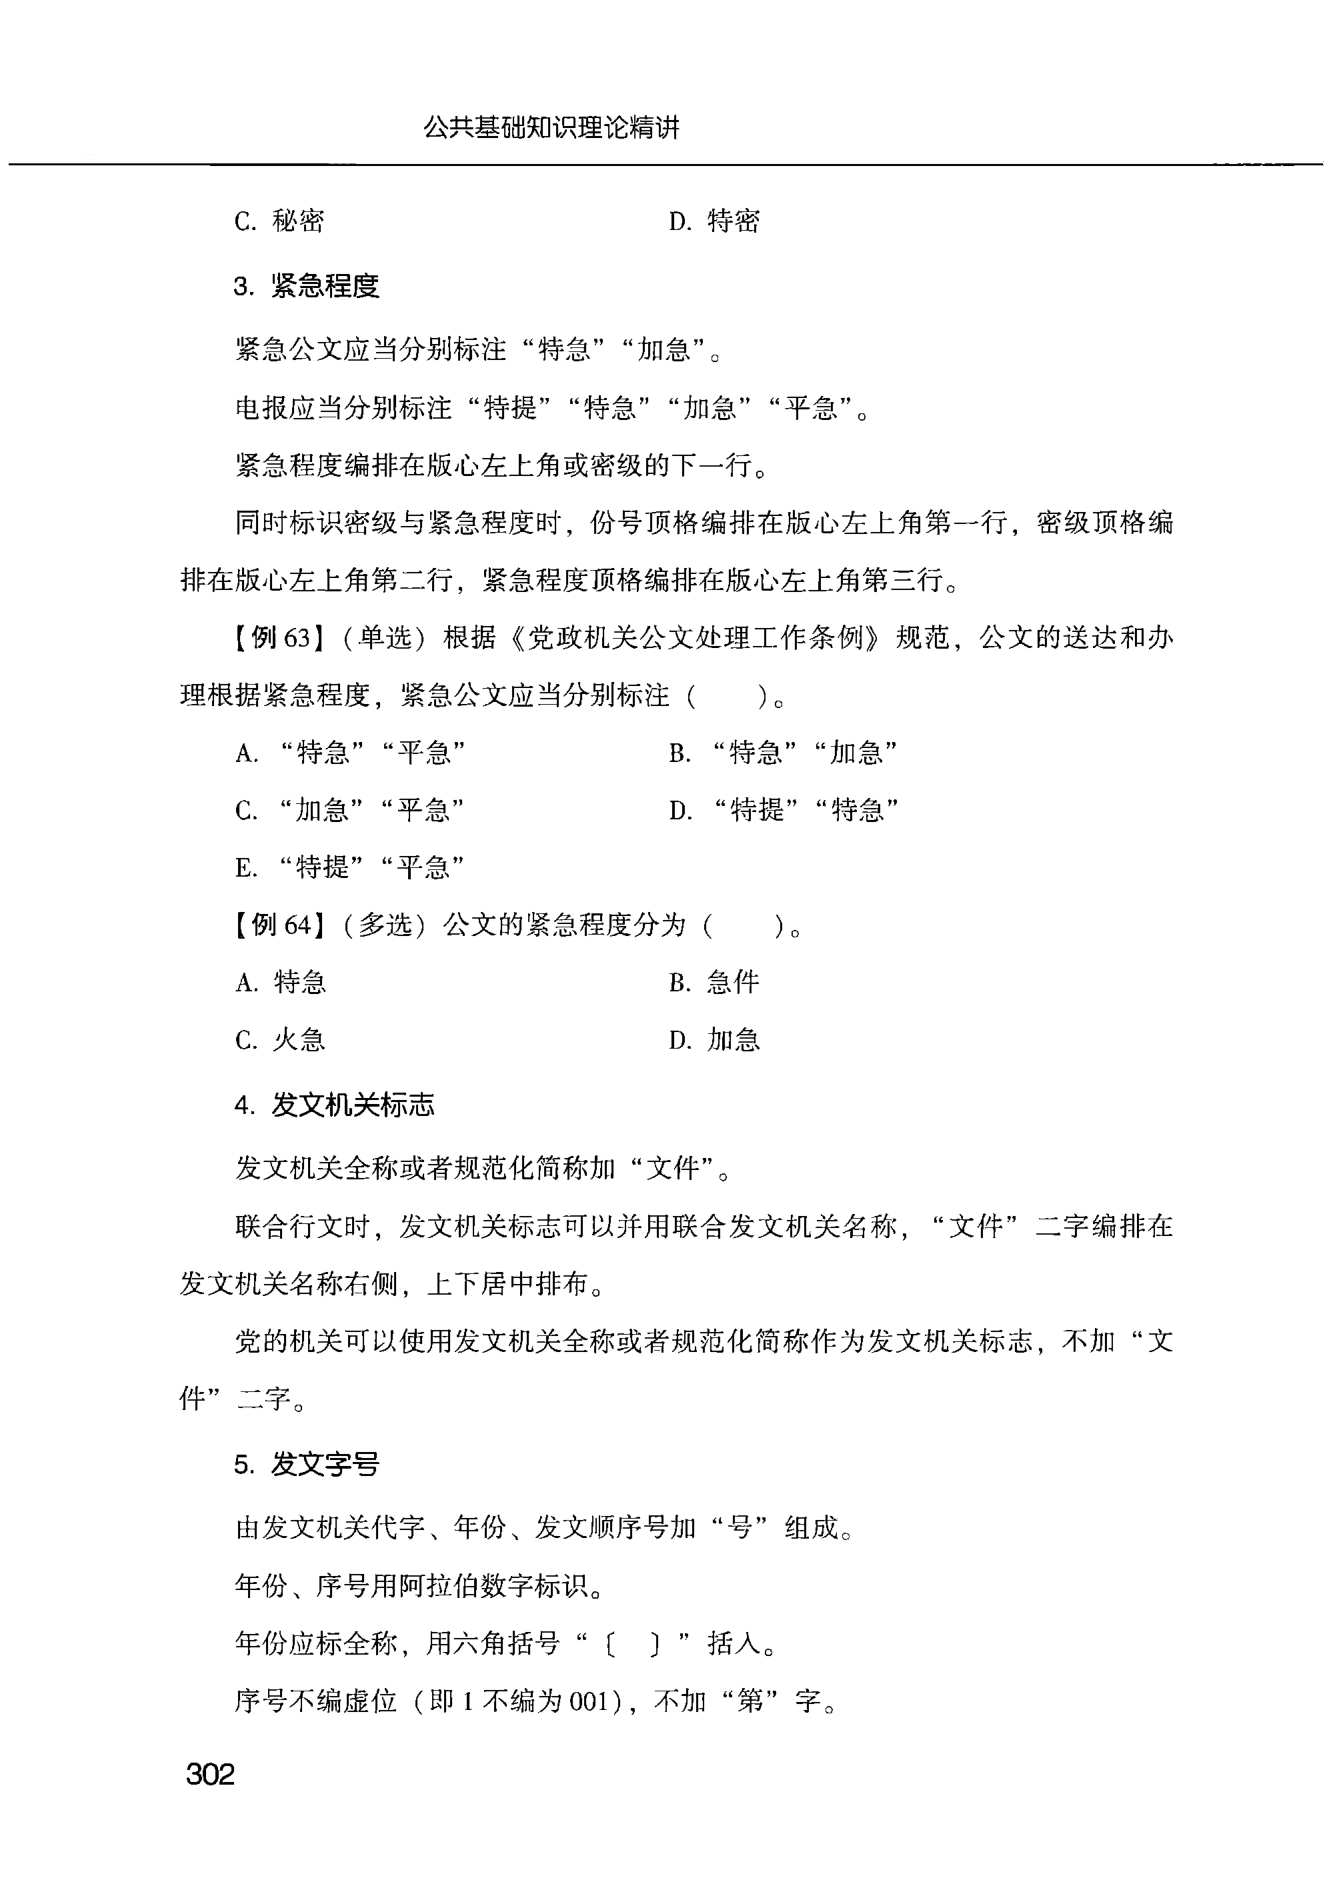 公共基础知识理论精讲
C. 秘密 D. 特密
3. 紧急程度
紧急公文应当分别标注“特急”“加急”。
电报应当分别标注“特提”“特急”“加急”“平急”。
紧急程度编排在版心左上角或密级的下一行。
同时标识密级与紧急程度时，份号顶格编排在版心左上角第一行，密级顶格编
排在版心左上角第二行，紧急程度顶格编排在版心左上角第三行。
【例 63】（单选）根据《党政机关公文处理工作条例》规范，公文的送达和办
理根据紧急程度，紧急公文应当分别标注（　　）。
A. “特急”“平急” B. “特急”“加急”
C. “加急”“平急” D. “特提”“特急”
E. “特提”“平急”
【例 64】（多选）公文的紧急程度分为（　　）。
A. 特急 B. 急件
C. 火急 D. 加急
4. 发文机关标志
发文机关全称或者规范化简称加“文件”。
联合行文时，发文机关标志可以并用联合发文机关名称，“文件”二字编排在
发文机关名称右侧，上下居中排布。
党的机关可以使用发文机关全称或者规范化简称作为发文机关标志，不加“文
件”二字。
5. 发文字号
由发文机关代字、年份、发文顺序号加“号”组成。
年份、序号用阿拉伯数字标识。
年份应标全称，用六角括号“〔　〕”括入。
序号不编虚位（即 1 不编为 001），不加“第”字。
302